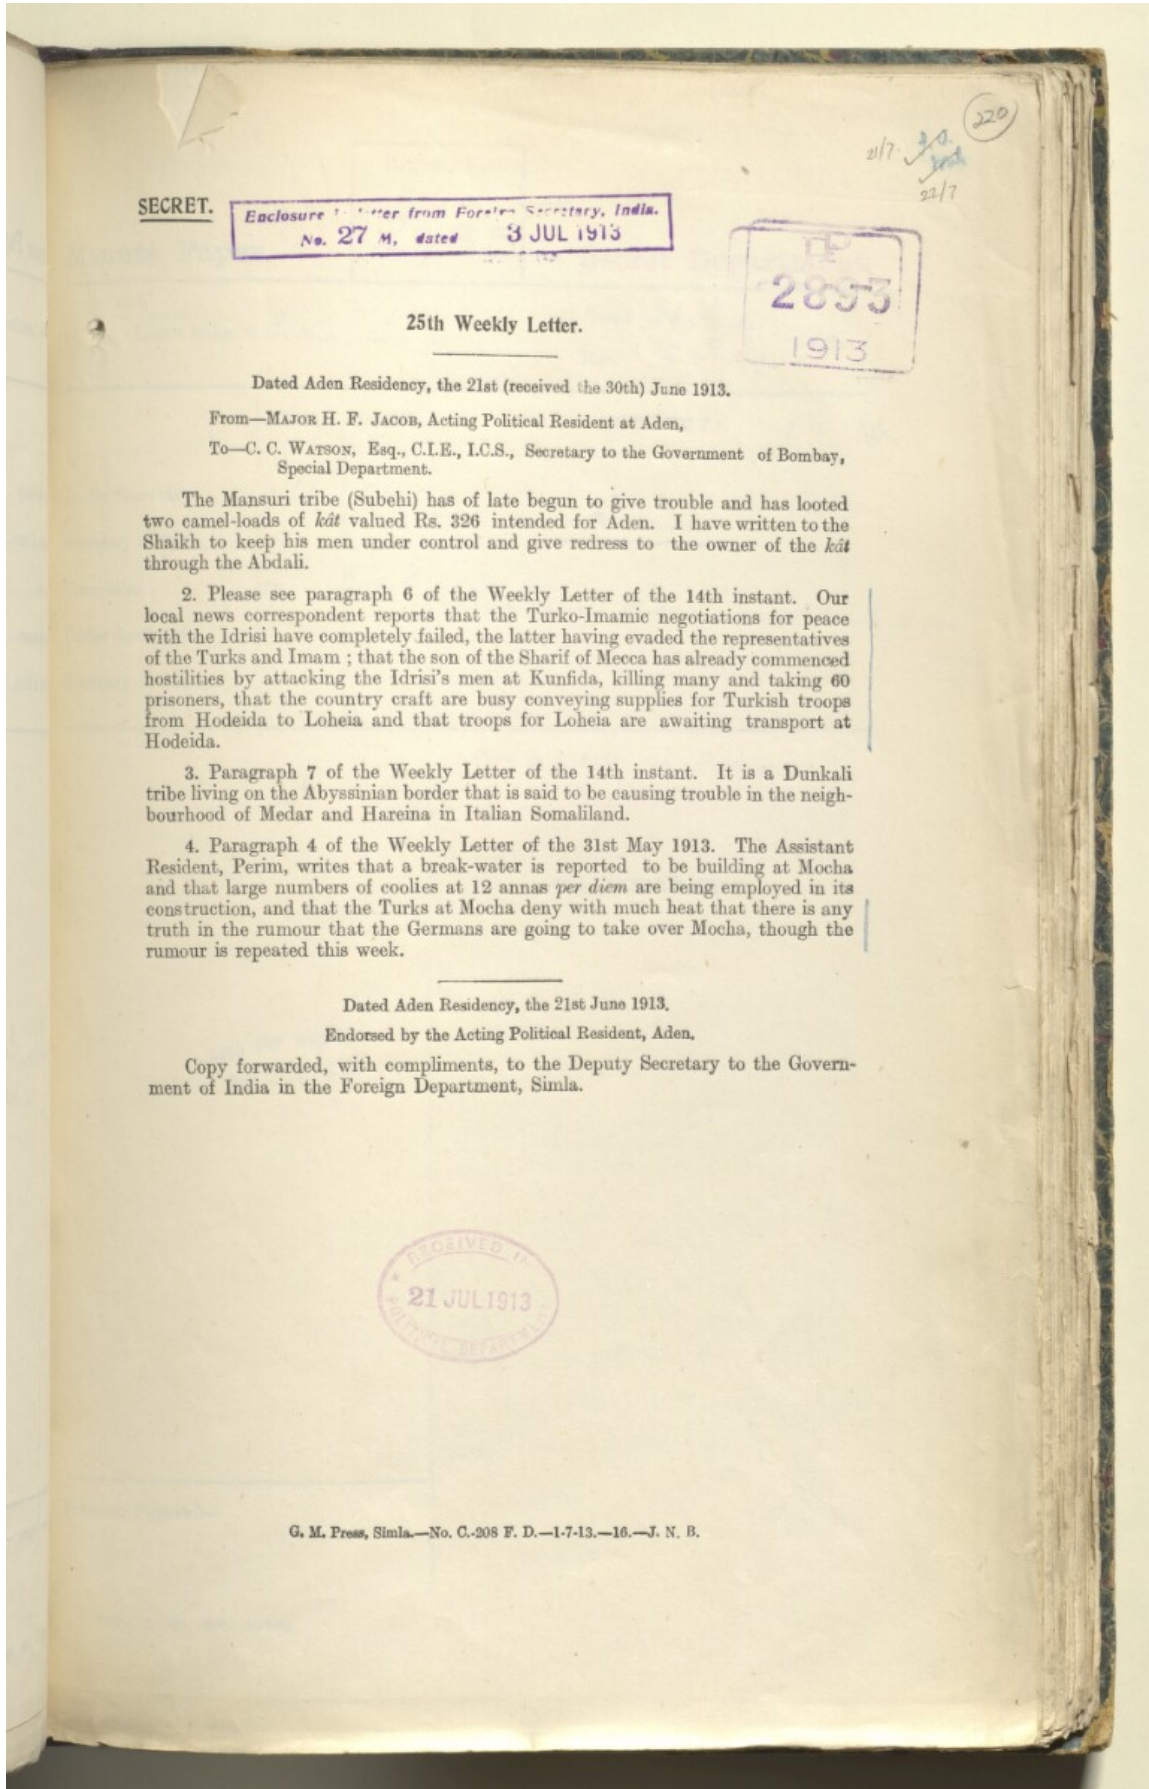 220
21/7.
22/7
SECRET.
Enclosure letter from Foreign Secretary, India.
No. 27 M, dated 3 JUL 1913
P
2893
1913
25th Weekly Letter.
Dated Aden Residency, the 21st (received the 30th) June 1913.
From—MAJOR H. F. JACOB, Acting Political Resident at Aden,
To—C. C. WATSON, Esq., C.I.E., I.C.S., Secretary to the Government of Bombay,
Special Department.
The Mansuri tribe (Subehi) has of late begun to give trouble and has looted
two camel-loads of kât valued Rs. 326 intended for Aden. I have written to the
Shaikh to keep his men under control and give redress to the owner of the kât
through the Abdali.
2. Please see paragraph 6 of the Weekly Letter of the 14th instant. Our
local news correspondent reports that the Turko-Imamic negotiations for peace
with the Idrisi have completely failed, the latter having evaded the representatives
of the Turks and Imam ; that the son of the Sharif of Mecca has already commenced
hostilities by attacking the Idrisi's men at Kunfida, killing many and taking 60
prisoners, that the country craft are busy conveying supplies for Turkish troops
from Hodeida to Loheia and that troops for Loheia are awaiting transport at
Hodeida.
3. Paragraph 7 of the Weekly Letter of the 14th instant. It is a Dunkali
tribe living on the Abyssinian border that is said to be causing trouble in the neigh-
bourhood of Medar and Hareina in Italian Somaliland.
4. Paragraph 4 of the Weekly Letter of the 31st May 1913. The Assistant
Resident, Perim, writes that a break-water is reported to be building at Mocha
and that large numbers of coolies at 12 annas per diem are being employed in its
construction, and that the Turks at Mocha deny with much heat that there is any
truth in the rumour that the Germans are going to take over Mocha, though the
rumour is repeated this week.
Dated Aden Residency, the 21st June 1913.
Endorsed by the Acting Political Resident, Aden.
Copy forwarded, with compliments, to the Deputy Secretary to the Govern-
ment of India in the Foreign Department, Simla.
RECEIVED IN
21 JUL 1913
POLITICAL DEPARTMENT
G. M. Press, Simla.—No. C.-208 F. D.—1-7-13.—16.—J. N. B.